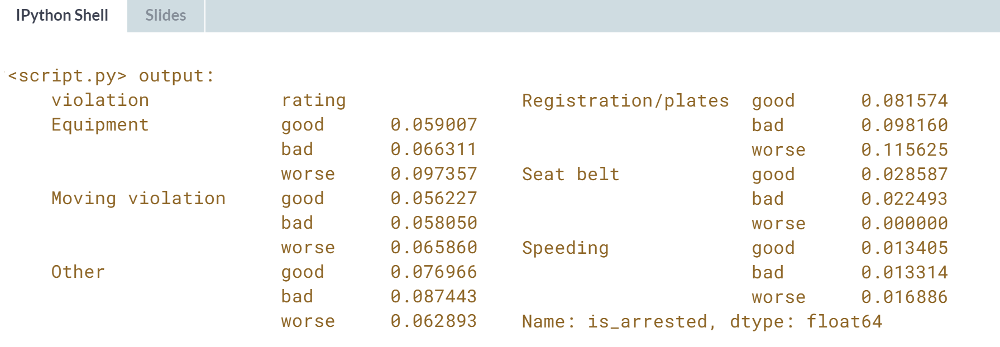 IPython Shell
Slides
<script.py> output:
violation rating
Equipment good 0.059007
bad 0.066311
worse 0.097357
Moving violation good 0.056227
bad 0.058050
worse 0.065860
Other good 0.076966
bad 0.087443
worse 0.062893
Registration/plates good 0.081574
bad 0.098160
worse 0.115625
Seat belt good 0.028587
bad 0.022493
worse 0.000000
Speeding good 0.013405
bad 0.013314
worse 0.016886
Name: is_arrested, dtype: float64